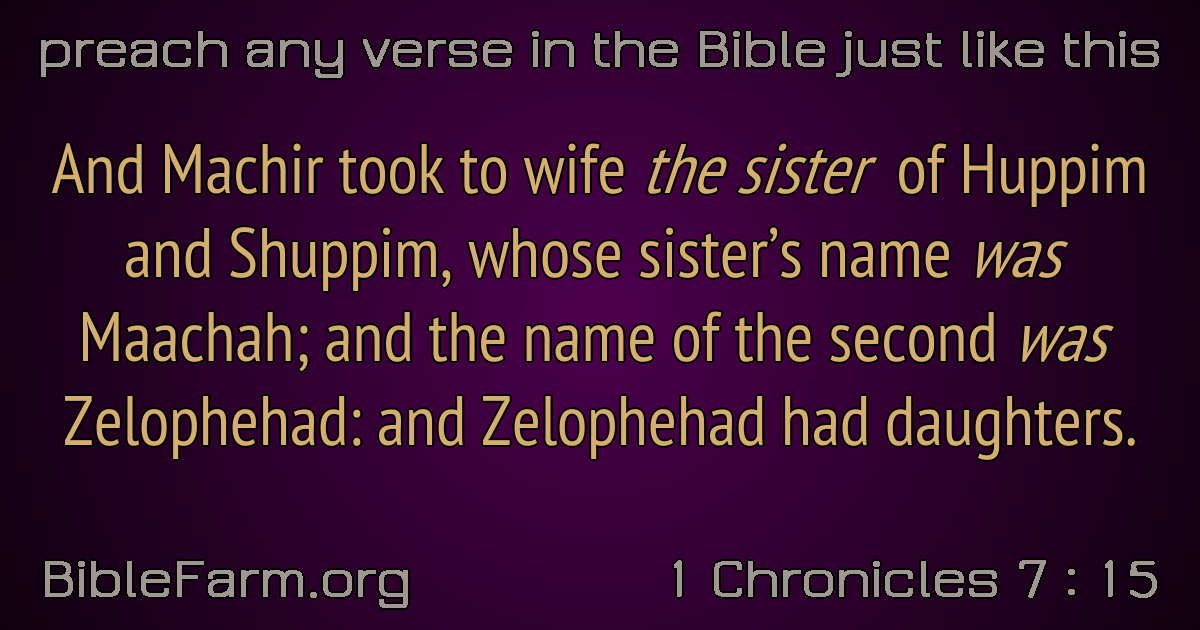 preach any verse in the Bible just like this
And Machir took to wife the sister of Huppim
and Shuppim, whose sister’s name was
Maachah; and the name of the second was
Zelophehad: and Zelophehad had daughters.
BibleFarm.org
1 Chronicles 7 : 15